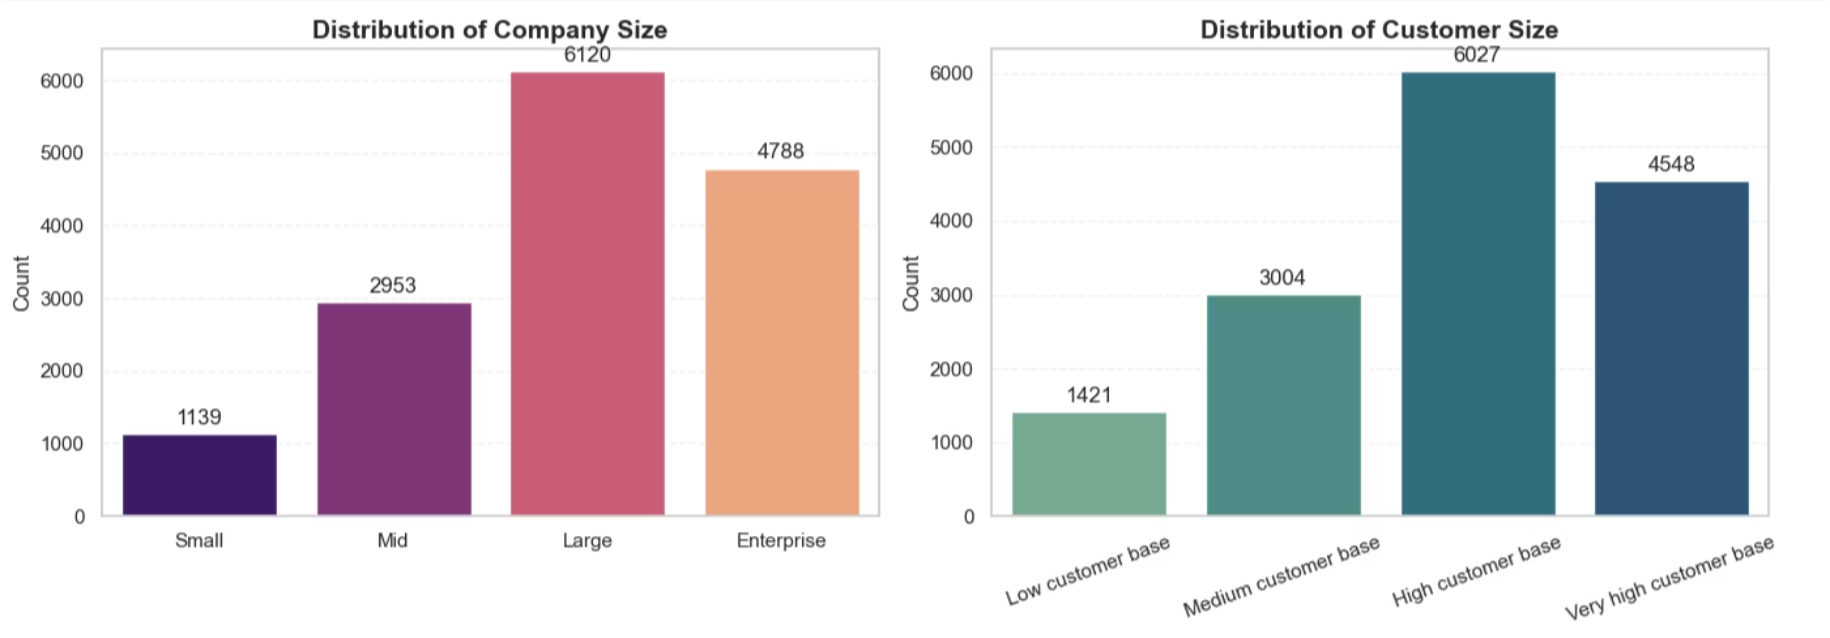 Distribution of Company Size
6120
6000
5000
4788
4000
Count
3000
2953
2000
1139
1000
0
Small
Mid
Large
Enterprise
Distribution of Customer Size
6027
6000
5000
4548
4000
Count
3004
3000
2000
1421
1000
0
Low customer base
Medium customer base
High customer base
Very high customer base